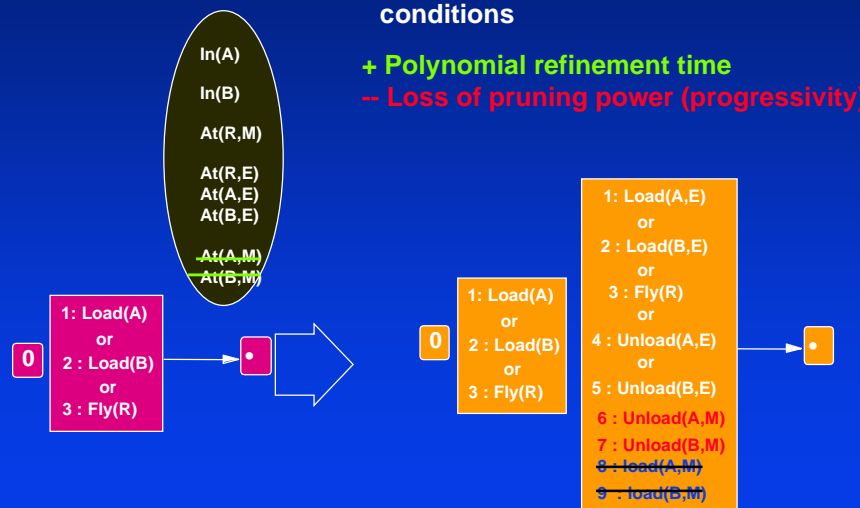 conditions
+ Polynomial refinement time
-- Loss of pruning power (progressivity)
In(A)
In(B)
At(R,M)
At(R,E)
At(A,E)
At(B,E)
At(A,M)
At(B,M)
0
1: Load(A)
or
2 : Load(B)
or
3 : Fly(R)
0
1: Load(A)
or
2 : Load(B)
or
3 : Fly(R)
1: Load(A,E)
or
2 : Load(B,E)
or
3 : Fly(R)
or
4 : Unload(A,E)
or
5 : Unload(B,E)
6 : Unload(A,M)
7 : Unload(B,M)
8 : load(A,M)
9 : load(B,M)